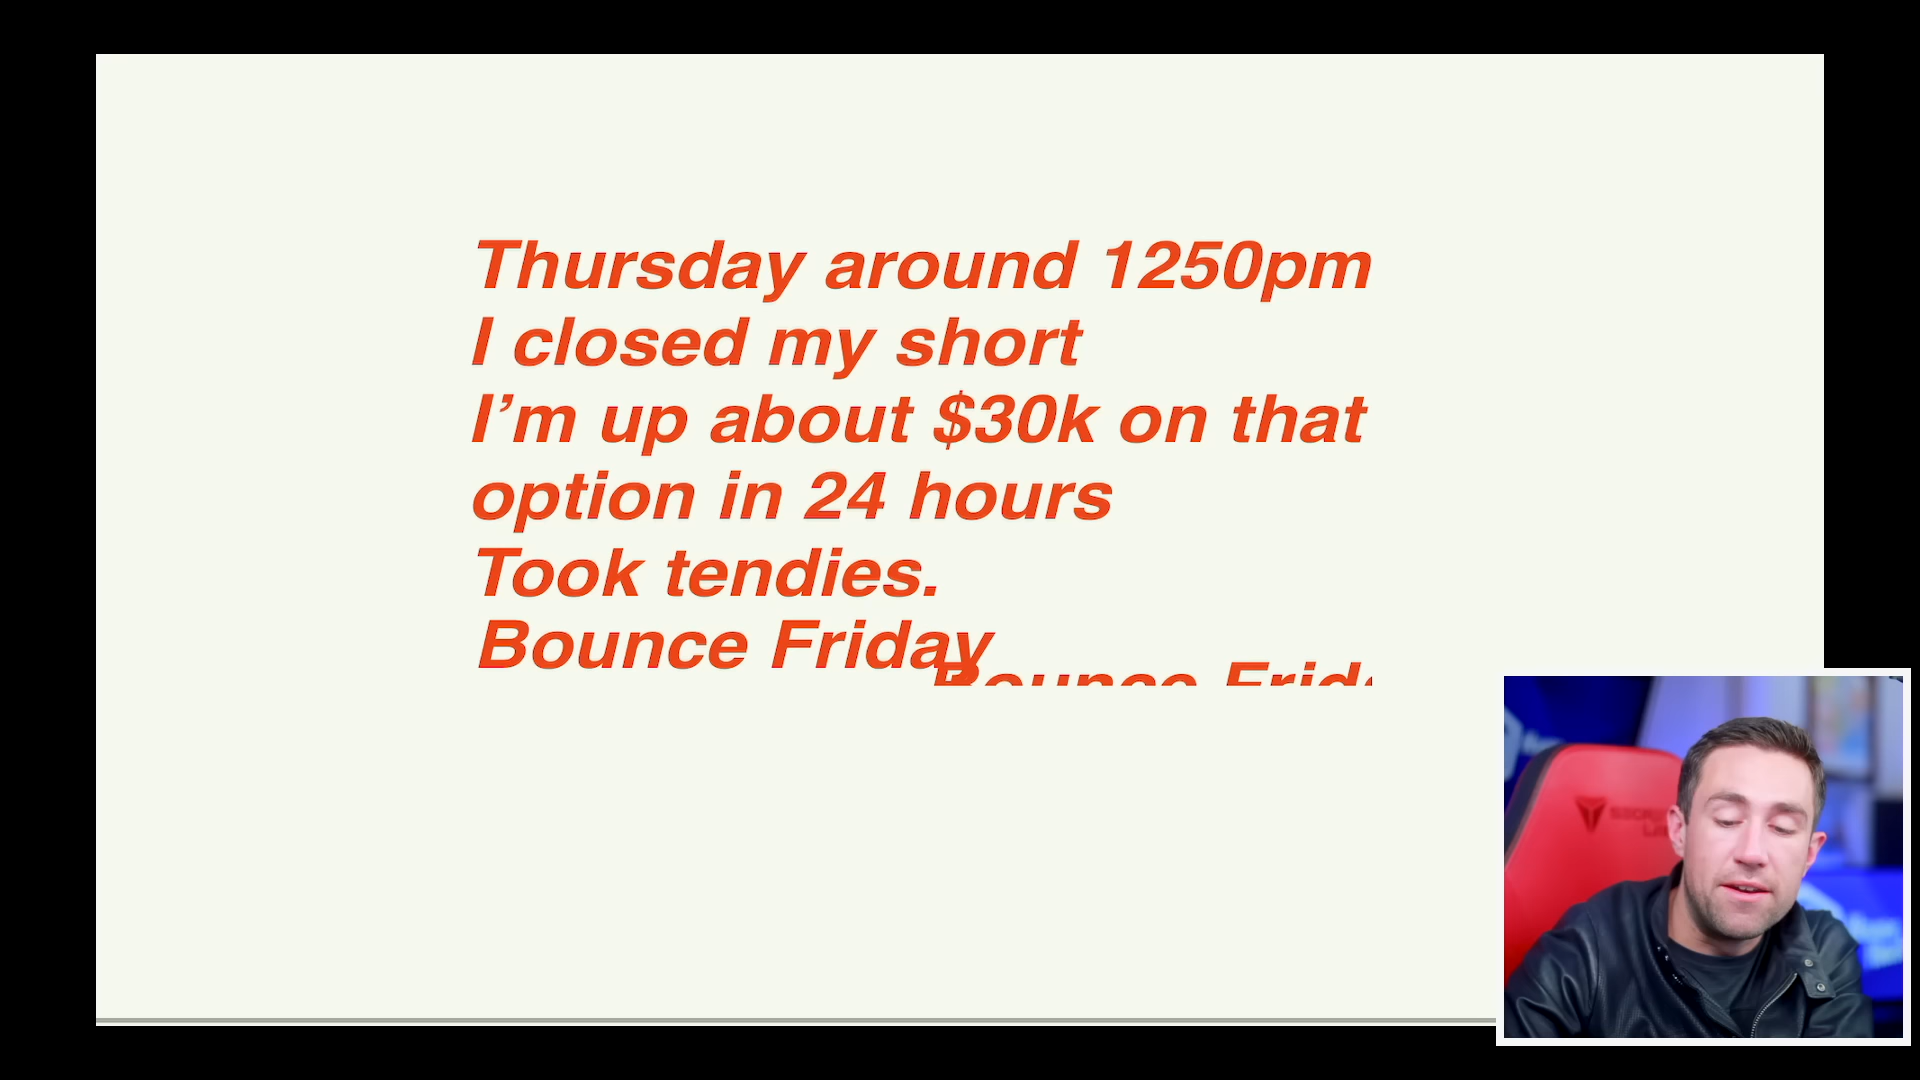 Thursday around 1250pm
I closed my short
I’m up about $30k on that
option in 24 hours
Took tendies.
Bounce Friday
Bounce